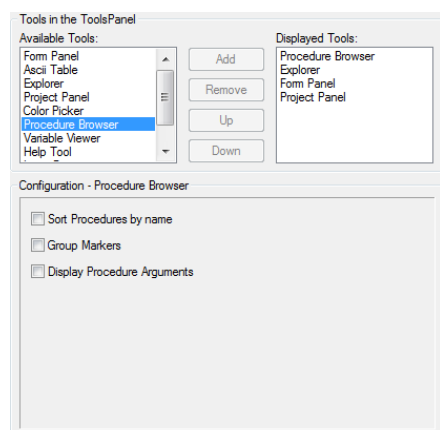 Tools in the ToolsPanel
Available Tools:
Displayed Tools:
Form Panel
Ascii Table
Explorer
Project Panel
Color Picker
Procedure Browser
Variable Viewer
Help Tool
Add
Remove
Up
Down
Procedure Browser
Explorer
Form Panel
Project Panel
Configuration - Procedure Browser
Sort Procedures by name
Group Markers
Display Procedure Arguments